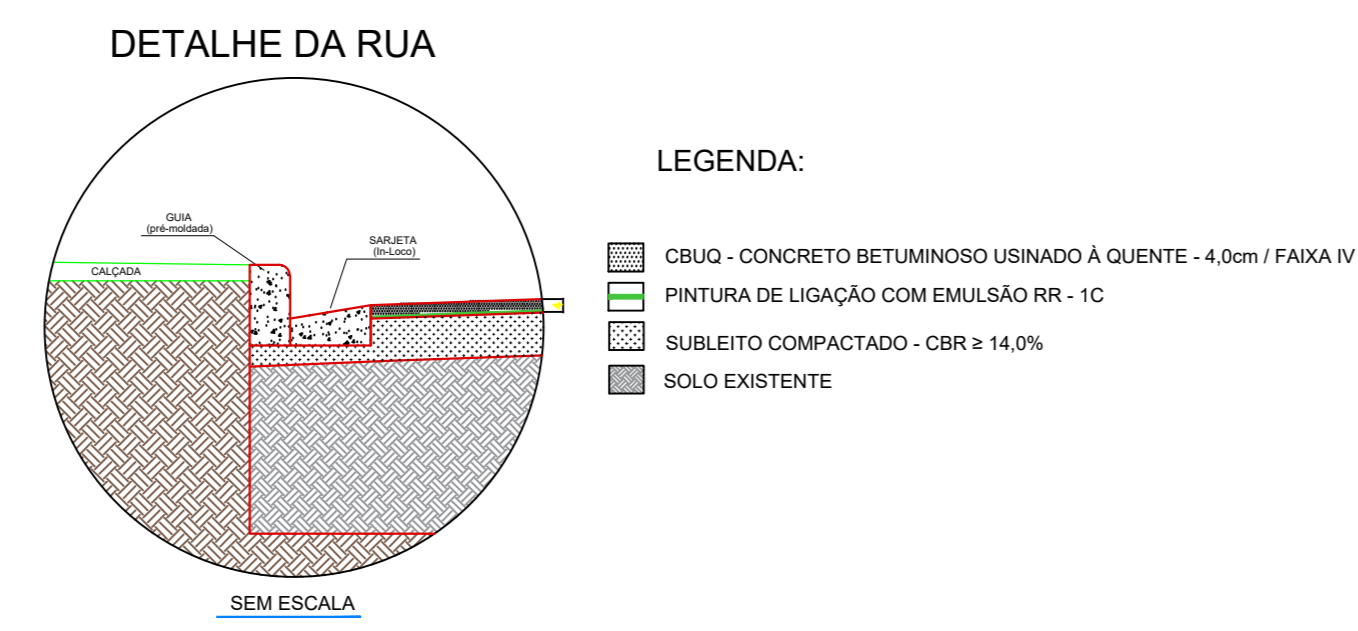 DETALHE DA RUA
GUIA
(pré-moldada)
SARJETA
(In-Loco)
CALÇADA
SEM ESCALA
LEGENDA:
CBUQ - CONCRETO BETUMINOSO USINADO À QUENTE - 4,0cm / FAIXA IV
PINTURA DE LIGAÇÃO COM EMULSÃO RR - 1C
SUBLEITO COMPACTADO - CBR ≥ 14,0%
SOLO EXISTENTE